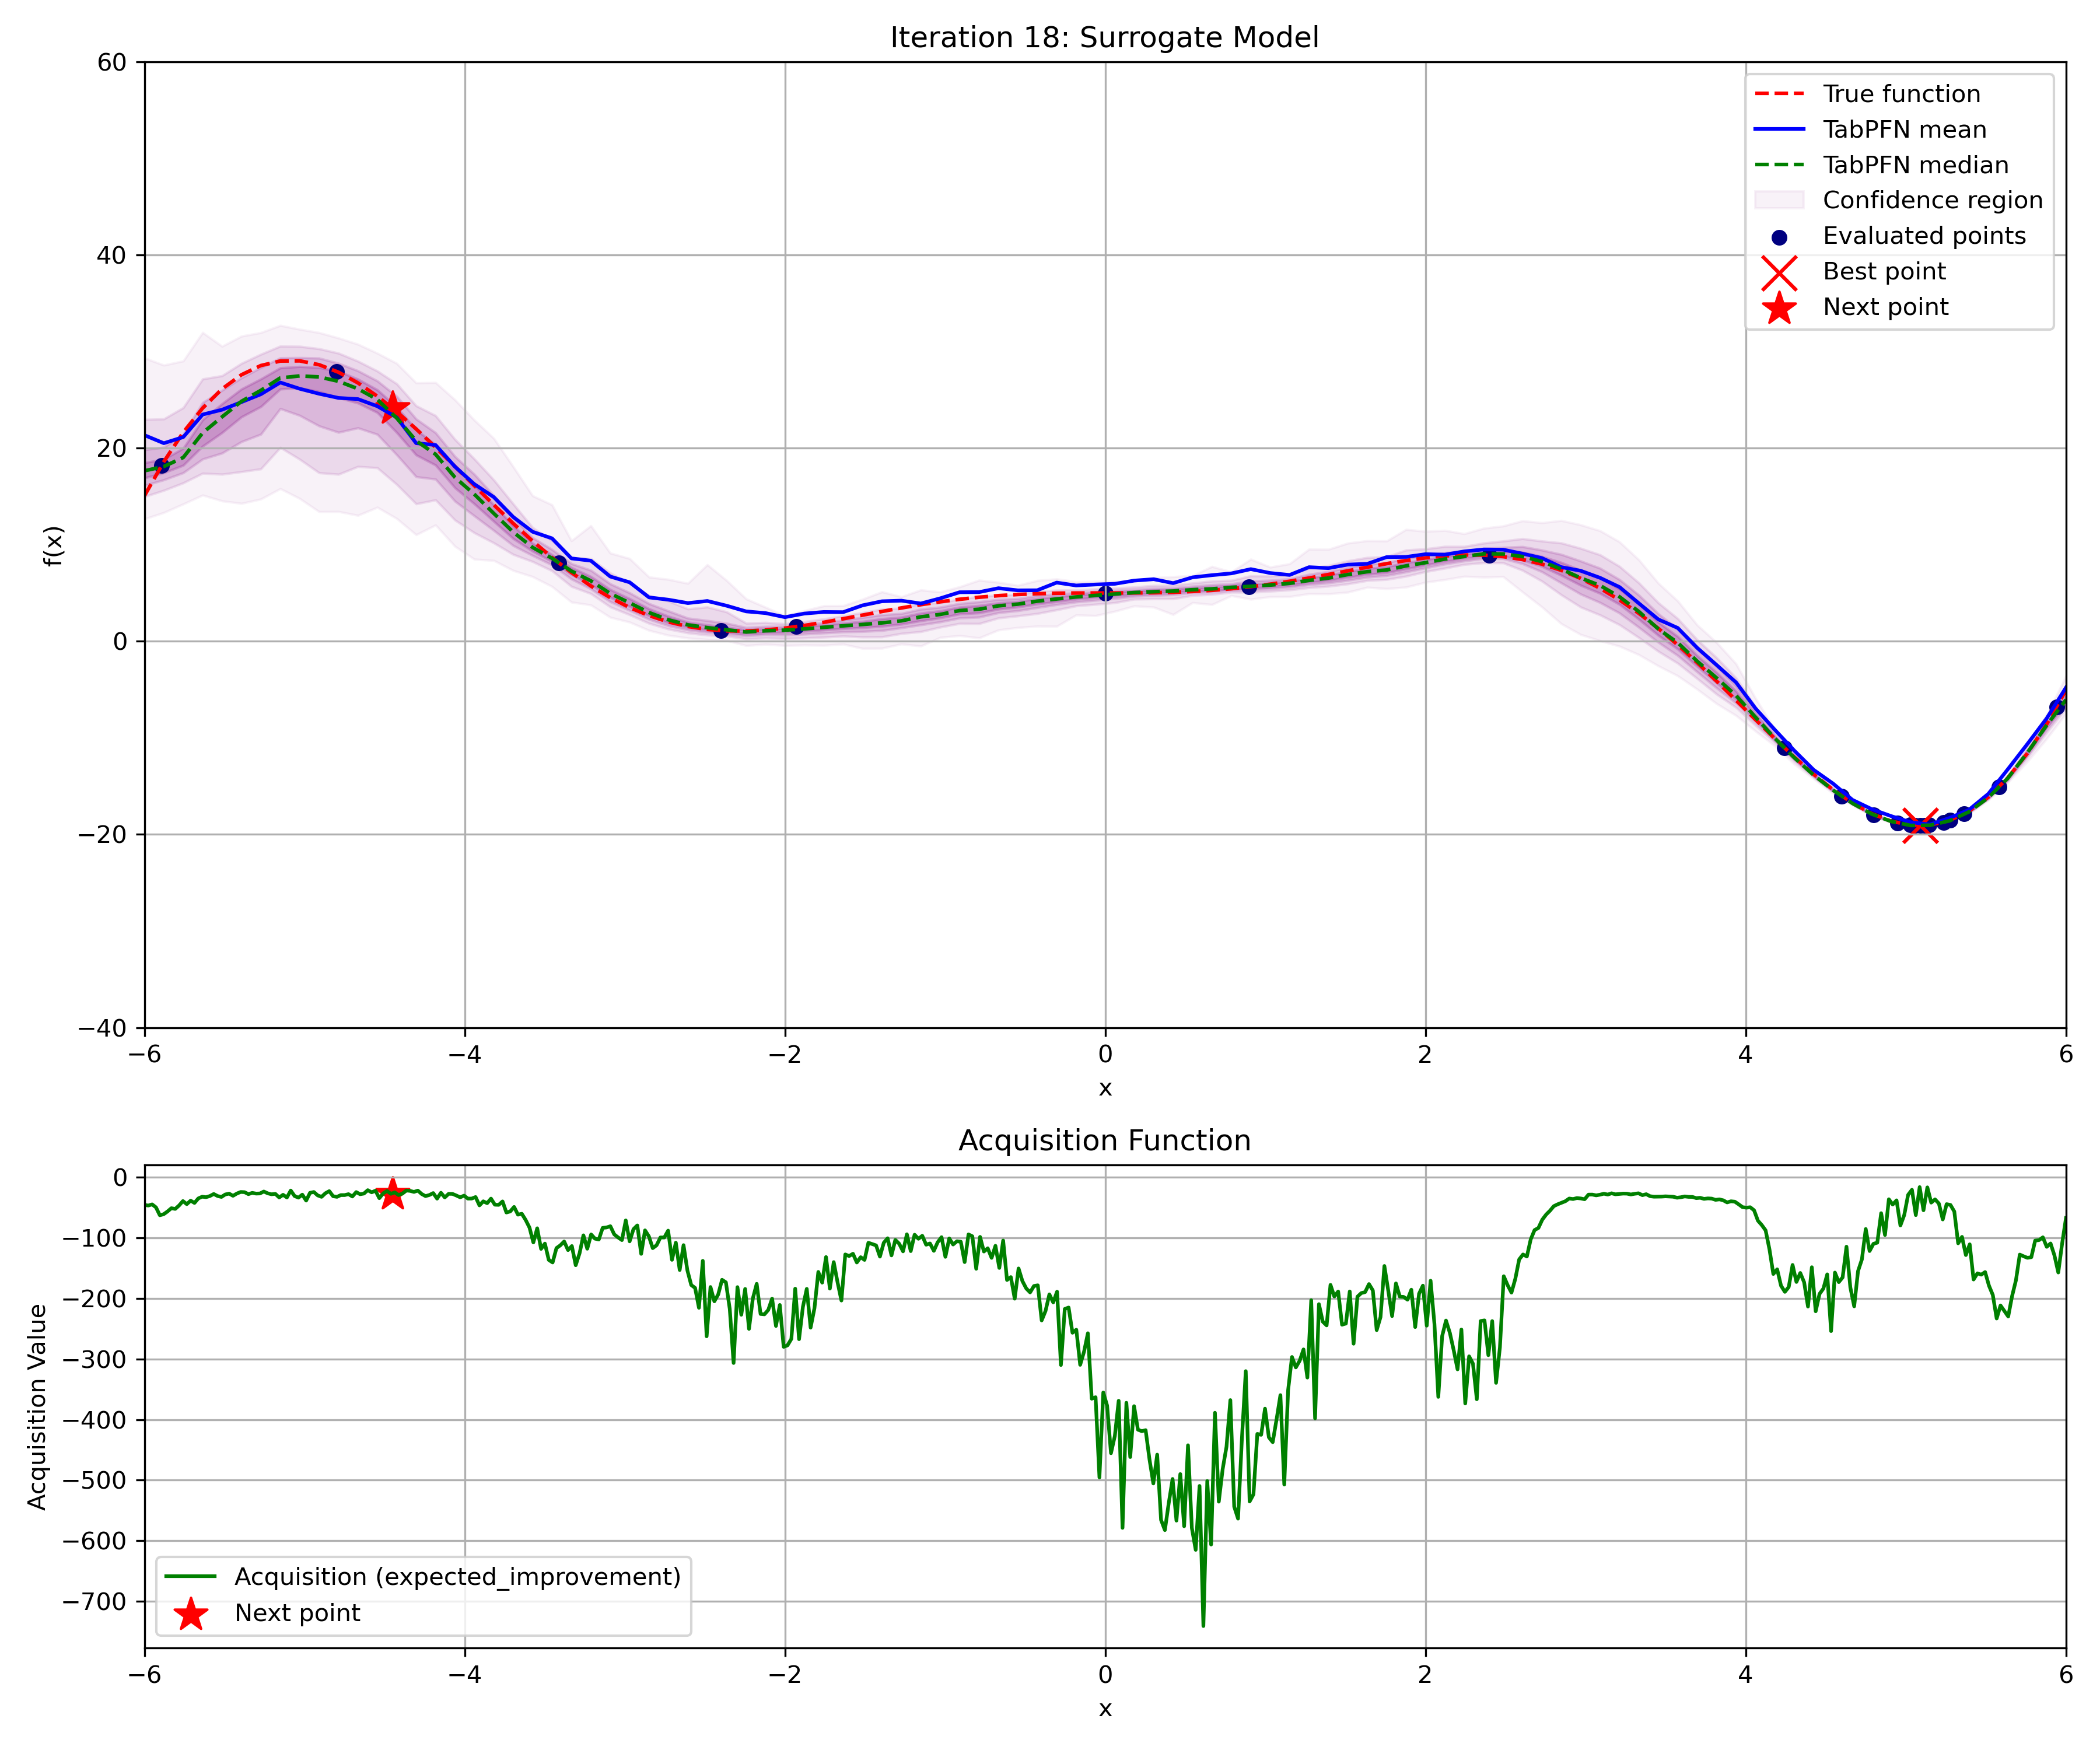 Iteration 18: Surrogate Model
60
40
20
0
−20
−40
f(x)
True function
TabPFN mean
TabPFN median
Confidence region
Evaluated points
Best point
Next point
−6 −4 −2 0 2 4 6
x
Acquisition Function
0
−100
−200
−300
−400
−500
−600
−700
Acquisition Value
Acquisition (expected_improvement)
Next point
−6 −4 −2 0 2 4 6
x